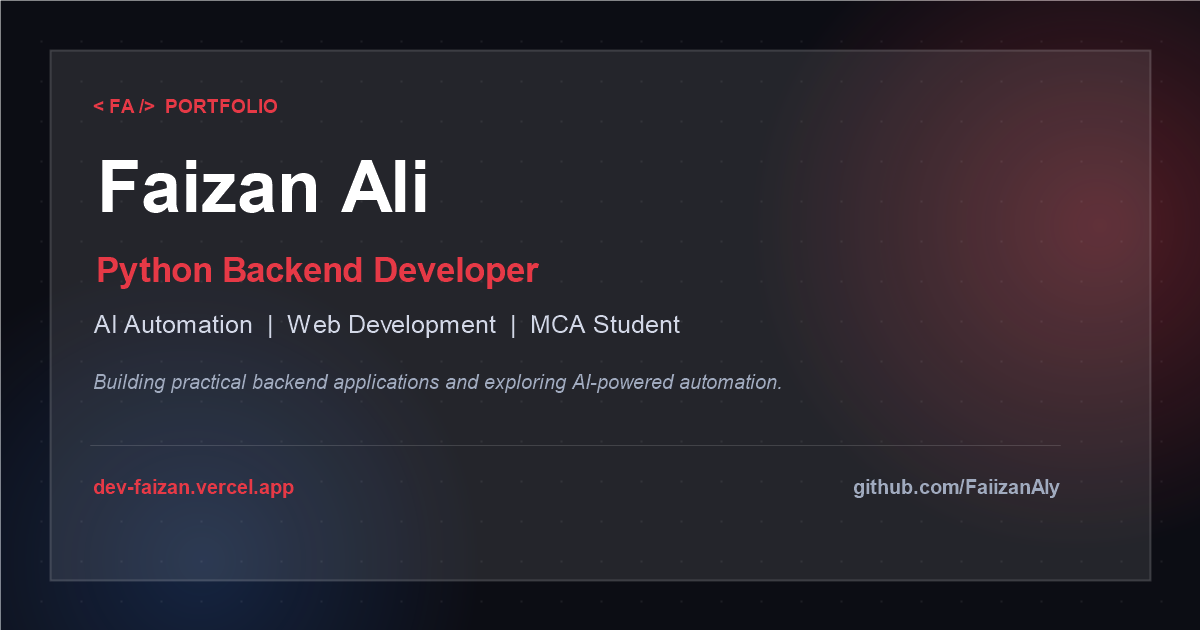 < FA /> PORTFOLIO
Faizan Ali
Python Backend Developer
AI Automation | Web Development | MCA Student
Building practical backend applications and exploring AI-powered automation.
dev-faizan.vercel.app
github.com/FaiizanAly